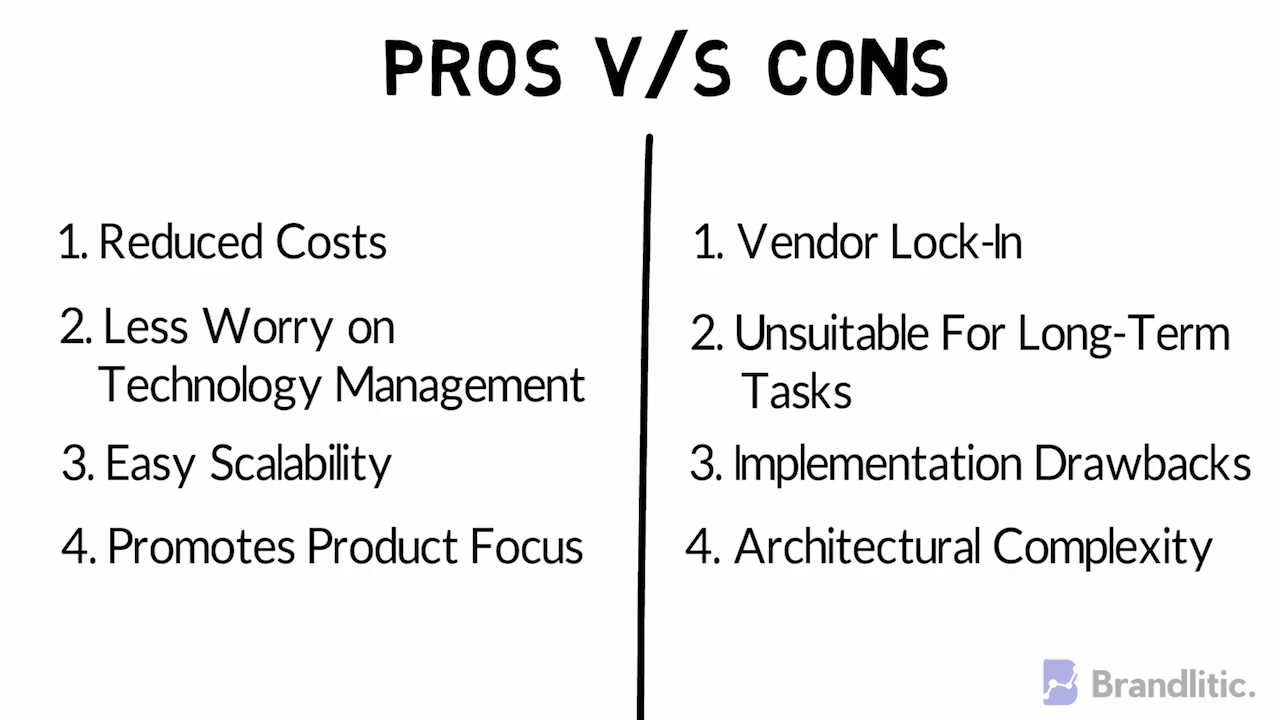 PROS V/S CONS
1. Reduced Costs
2. Less Worry on
Technology Management
3. Easy Scalability
4. Promotes Product Focus
1. Vendor Lock-In
2. Unsuitable For Long-Term
Tasks
3. Implementation Drawbacks
4. Architectural Complexity
Brandlitic.